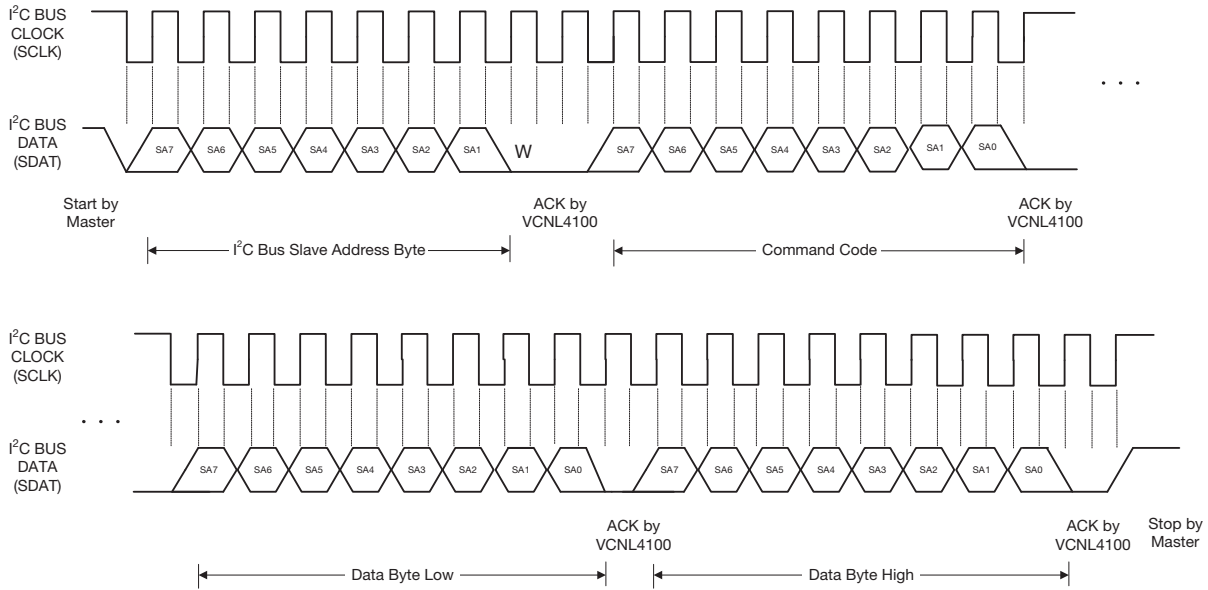 I²C BUS
CLOCK
(SCLK)
. . .
I²C BUS
DATA
(SDAT)
SA7 SA6 SA5 SA4 SA3 SA2 SA1 W SA7 SA6 SA5 SA4 SA3 SA2 SA1 SA0
Start by
Master
ACK by
VCNL4100
ACK by
VCNL4100
I²C Bus Slave Address Byte
Command Code
I²C BUS
CLOCK
(SCLK)
. . .
I²C BUS
DATA
(SDAT)
SA7 SA6 SA5 SA4 SA3 SA2 SA1 SA0 SA7 SA6 SA5 SA4 SA3 SA2 SA1 SA0
ACK by
VCNL4100
ACK by
VCNL4100
Stop by
Master
Data Byte Low
Data Byte High